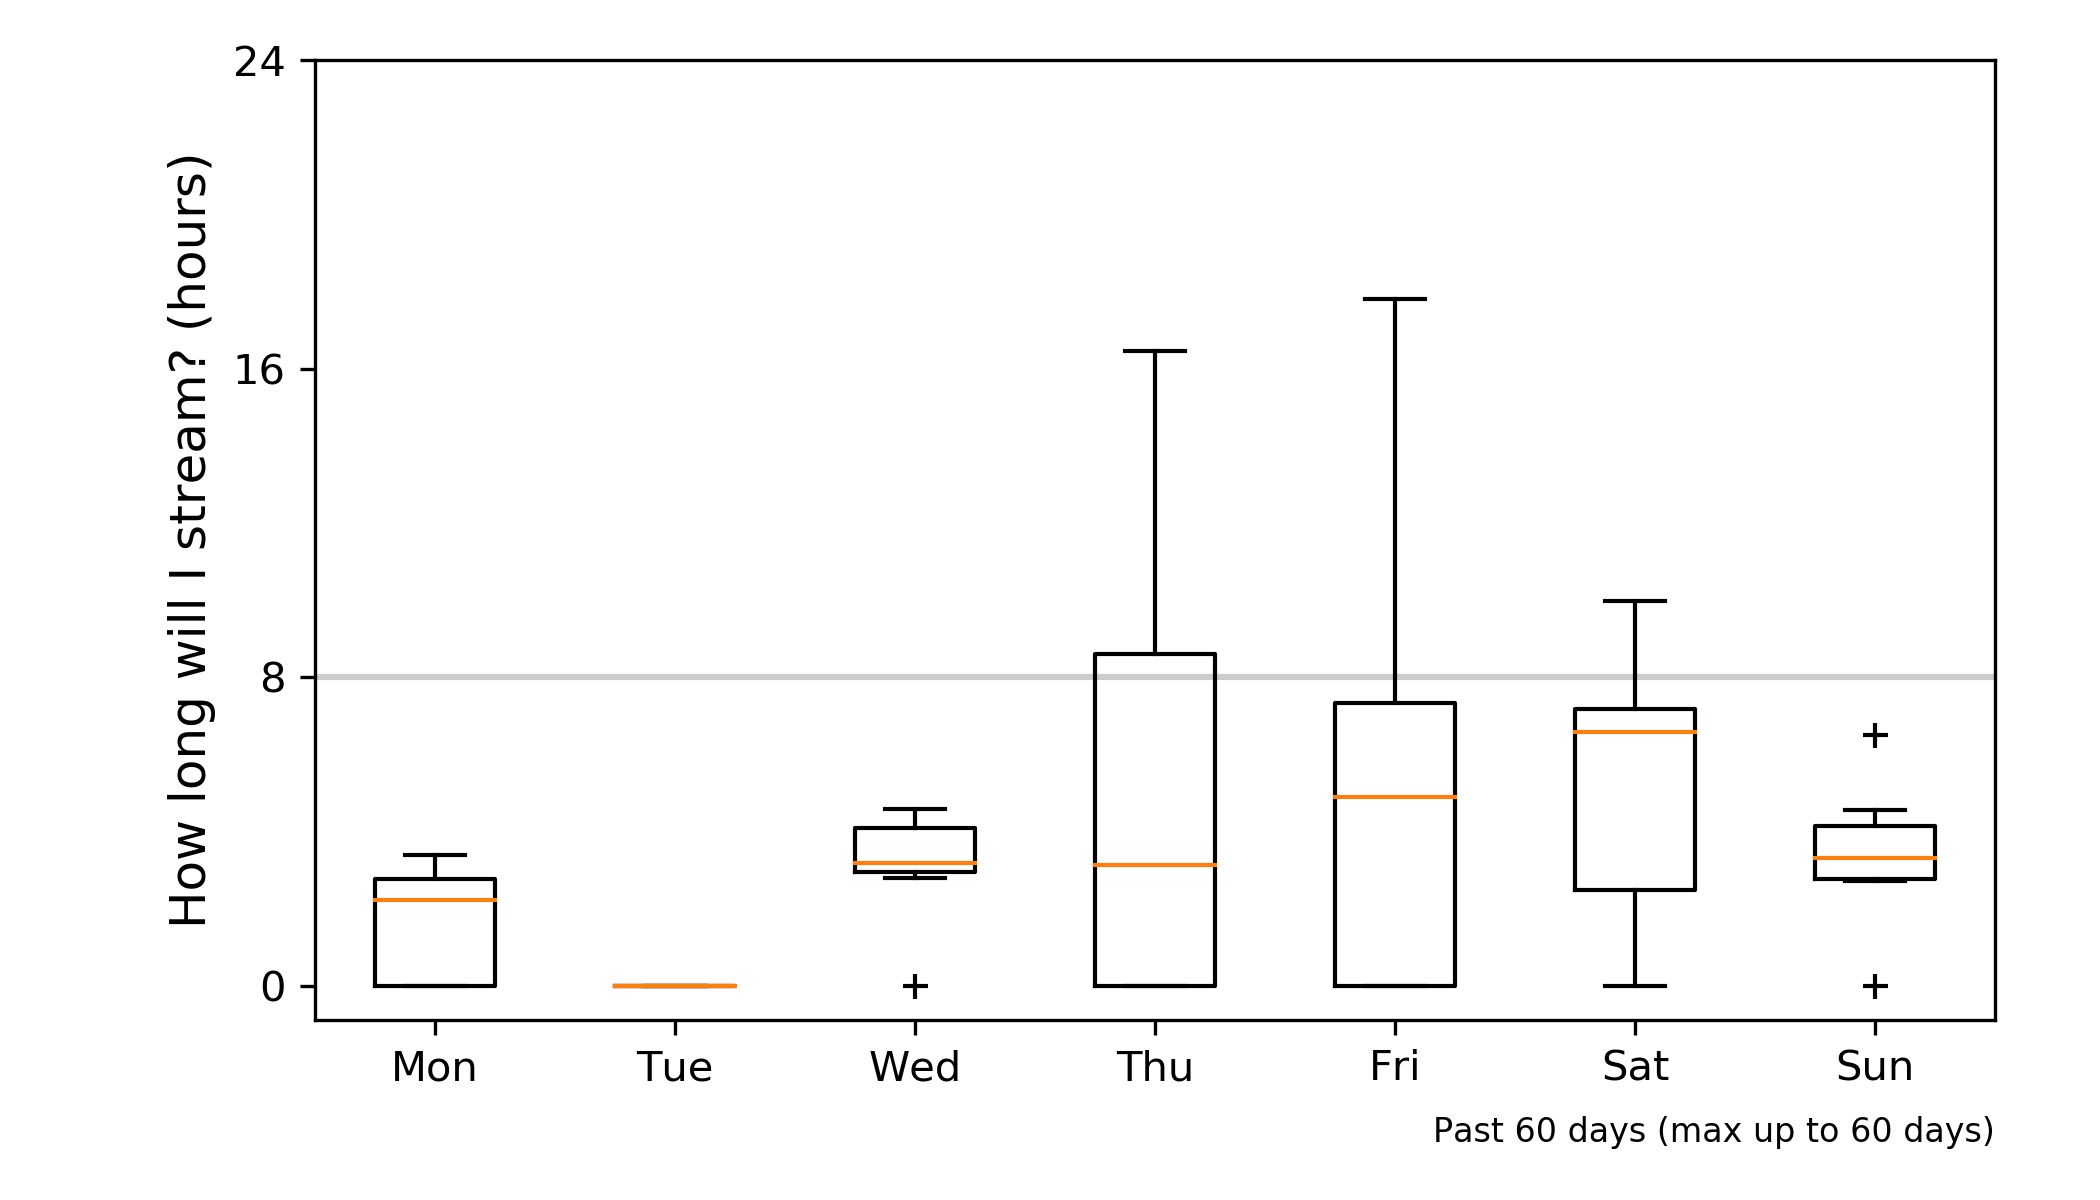 How long will I stream? (hours)
24
16
8
0
Mon Tue Wed Thu Fri Sat Sun
Past 60 days (max up to 60 days)